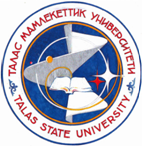 ТАЛАС МАМЛЕКЕТТИК УНИВЕРСИТЕТИ
TALAS STATE UNIVERSITY